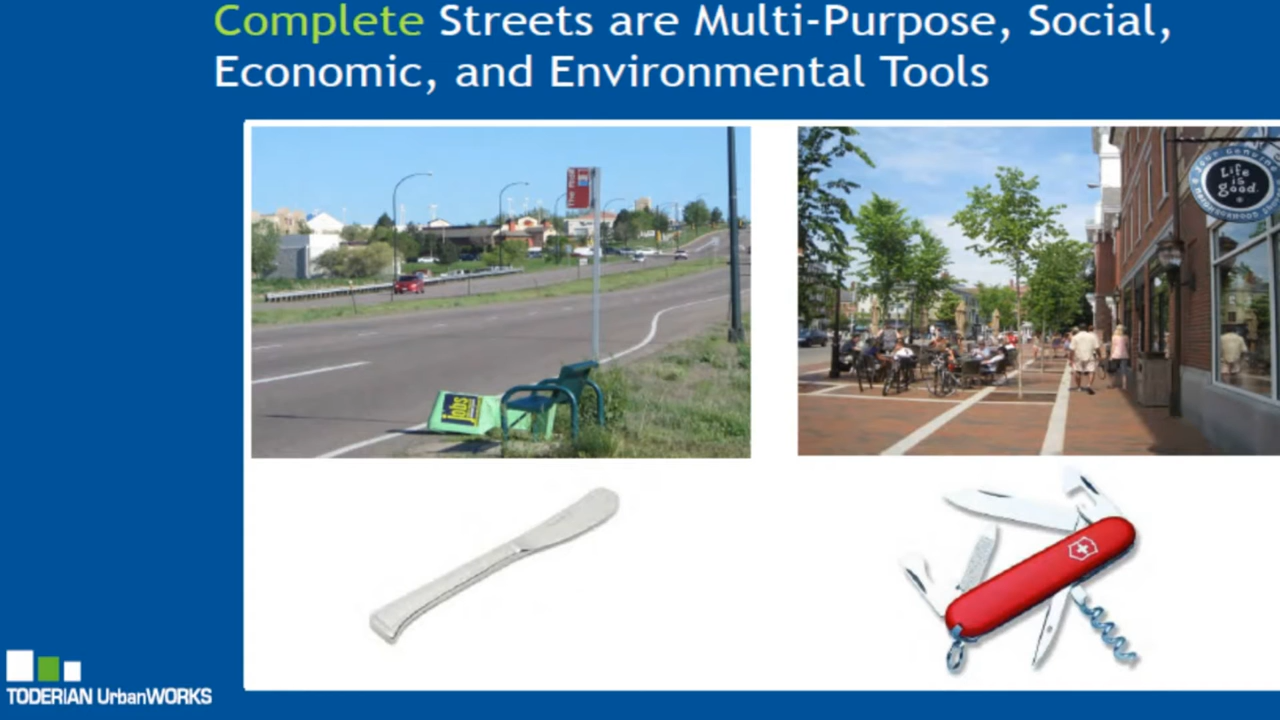 Complete Streets are Multi-Purpose, Social,
Economic, and Environmental Tools
jobs
Life
is
good.
TODERIAN UrbanWORKS